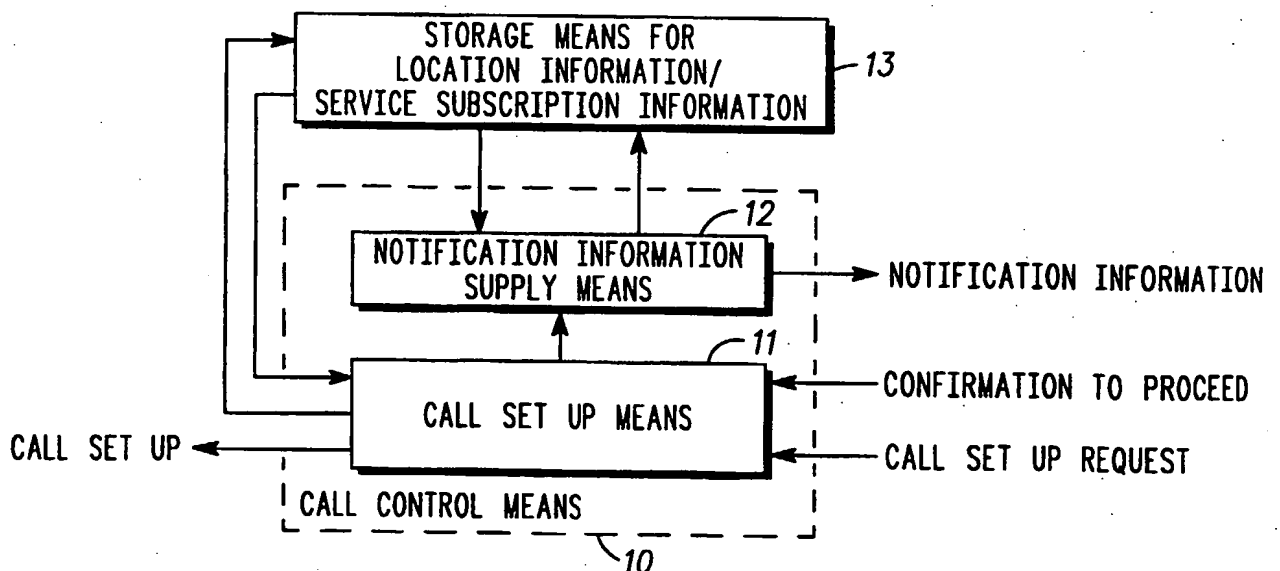 STORAGE MEANS FOR
LOCATION INFORMATION/
SERVICE SUBSCRIPTION INFORMATION
13
12
NOTIFICATION INFORMATION
SUPPLY MEANS
NOTIFICATION INFORMATION
11
CALL SET UP MEANS
CONFIRMATION TO PROCEED
CALL SET UP
CALL SET UP REQUEST
CALL CONTROL MEANS
10